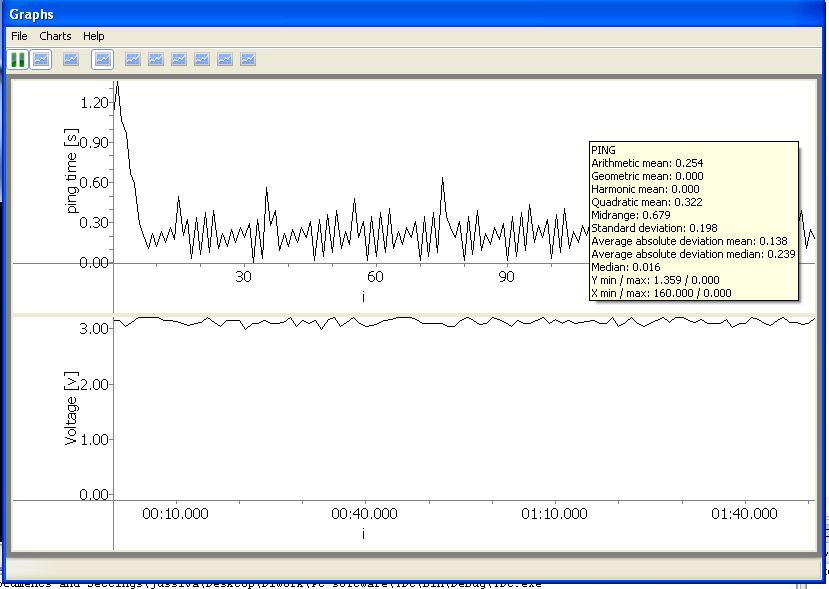 Graphs
File Charts Help
1.20
0.90
0.60
0.30
0.00
ping time [s]
30
60
90
i
PING
Arithmetic mean: 0.254
Geometric mean: 0.000
Harmonic mean: 0.000
Quadratic mean: 0.322
Midrange: 0.679
Standard deviation: 0.198
Average absolute deviation mean: 0.138
Average absolute deviation median: 0.239
Median: 0.016
Y min / max: 1.359 / 0.000
X min / max: 160.000 / 0.000
3.00
2.00
1.00
0.00
Voltage [v]
00:10.000
00:40.000
01:10.000
01:40.000
i